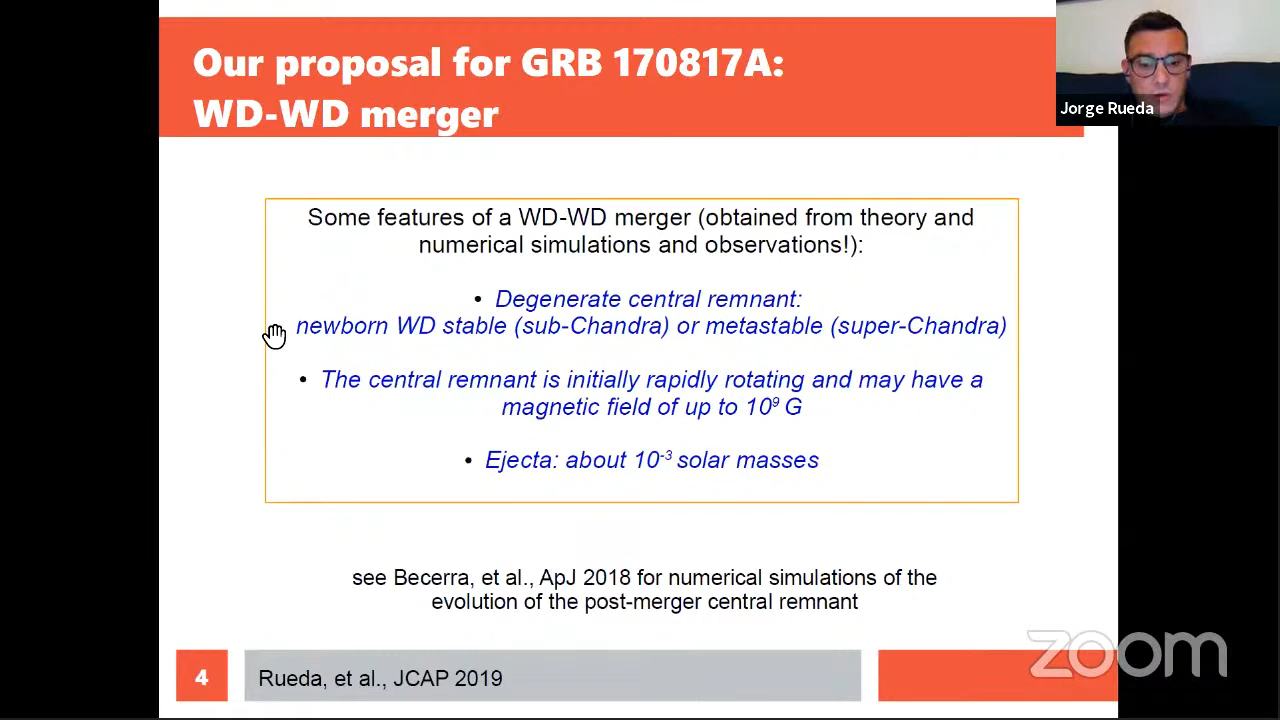 Our proposal for GRB 170817A:
WD-WD merger
Jorge Rueda
Some features of a WD-WD merger (obtained from theory and
numerical simulations and observations!):
• Degenerate central remnant:
newborn WD stable (sub-Chandra) or metastable (super-Chandra)
• The central remnant is initially rapidly rotating and may have a
magnetic field of up to 10⁹ G
• Ejecta: about 10⁻³ solar masses
see Becerra, et al., ApJ 2018 for numerical simulations of the
evolution of the post-merger central remnant
4
Rueda, et al., JCAP 2019
zoom